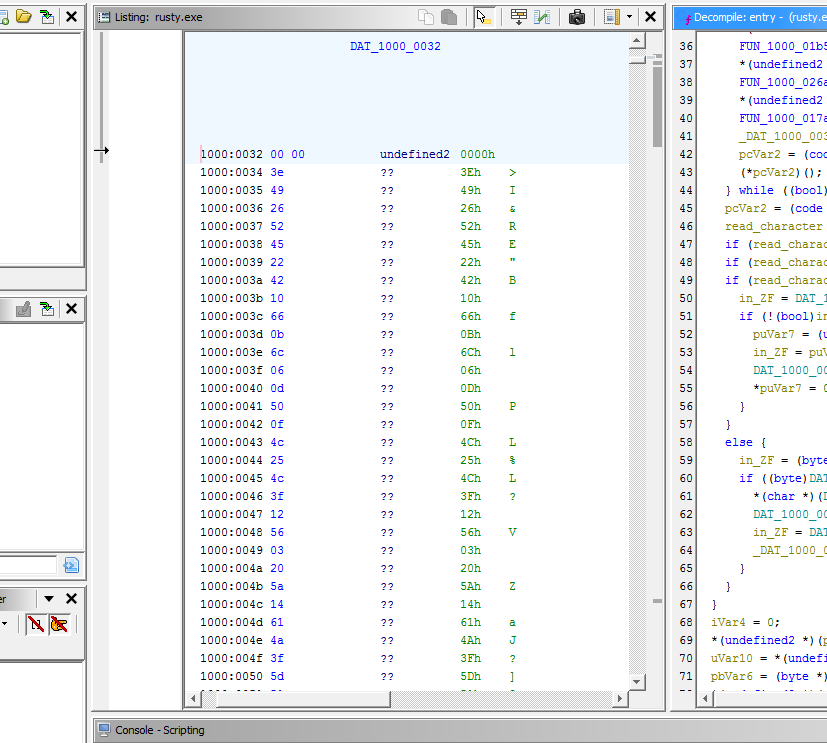 Listing: rusty.exe
DAT_1000_0032
1000:0032 00 00 undefined2 0000h
1000:0034 3e ?? 3Eh >
1000:0035 49 ?? 49h I
1000:0036 26 ?? 26h &
1000:0037 52 ?? 52h R
1000:0038 45 ?? 45h E
1000:0039 22 ?? 22h "
1000:003a 42 ?? 42h B
1000:003b 10 ?? 10h
1000:003c 66 ?? 66h f
1000:003d 0b ?? 0Bh
1000:003e 6c ?? 6Ch l
1000:003f 06 ?? 06h
1000:0040 0d ?? 0Dh
1000:0041 50 ?? 50h P
1000:0042 0f ?? 0Fh
1000:0043 4c ?? 4Ch L
1000:0044 25 ?? 25h %
1000:0045 4c ?? 4Ch L
1000:0046 3f ?? 3Fh ?
1000:0047 12 ?? 12h
1000:0048 56 ?? 56h V
1000:0049 03 ?? 03h
1000:004a 20 ?? 20h
1000:004b 5a ?? 5Ah Z
1000:004c 14 ?? 14h
1000:004d 61 ?? 61h a
1000:004e 4a ?? 4Ah J
1000:004f 3f ?? 3Fh ?
1000:0050 5d ?? 5Dh ]
Decompile: entry - (rusty.e
36 FUN_1000_01b5
37 *(undefined2
38 FUN_1000_026a
39 *(undefined2
40 FUN_1000_017a
41 _DAT_1000_003
42 pcVar2 = (cod
43 (*pcVar2)();
44 } while ((bool)
45 pcVar2 = (code
46 read_character
47 if (read_charac
48 if (read_charac
49 if (read_charac
50 in_ZF = DAT_1
51 if (!(bool)in
52 puVar7 = (u
53 in_ZF = puV
54 DAT_1000_00
55 *puVar7 = 0
56 }
57 }
58 else {
59 in_ZF = (byte
60 if ((byte)DAT
61 *(char *)(D
62 DAT_1000_00
63 in_ZF = DAT
64 _DAT_1000_0
65 }
66 }
67 }
68 iVar4 = 0;
69 *(undefined2 *)(p
70 uVar10 = *(undefi
71 pbVar6 = (byte *)
er
Console - Scripting